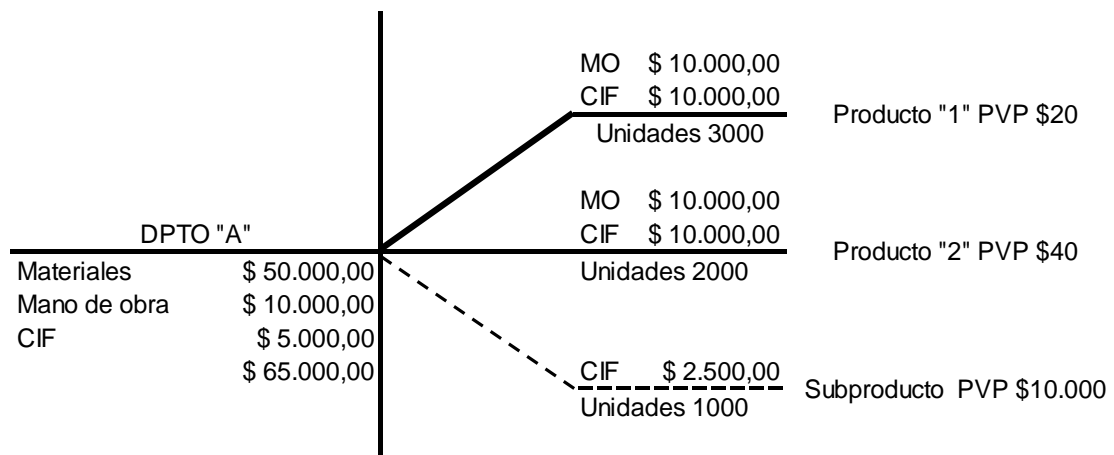 MO $ 10.000,00
CIF $ 10.000,00
Unidades 3000
Producto "1" PVP $20
MO $ 10.000,00
CIF $ 10.000,00
Unidades 2000
Producto "2" PVP $40
DPTO "A"
Materiales $ 50.000,00
Mano de obra $ 10.000,00
CIF $ 5.000,00
$ 65.000,00
CIF $ 2.500,00
Unidades 1000
Subproducto PVP $10.000